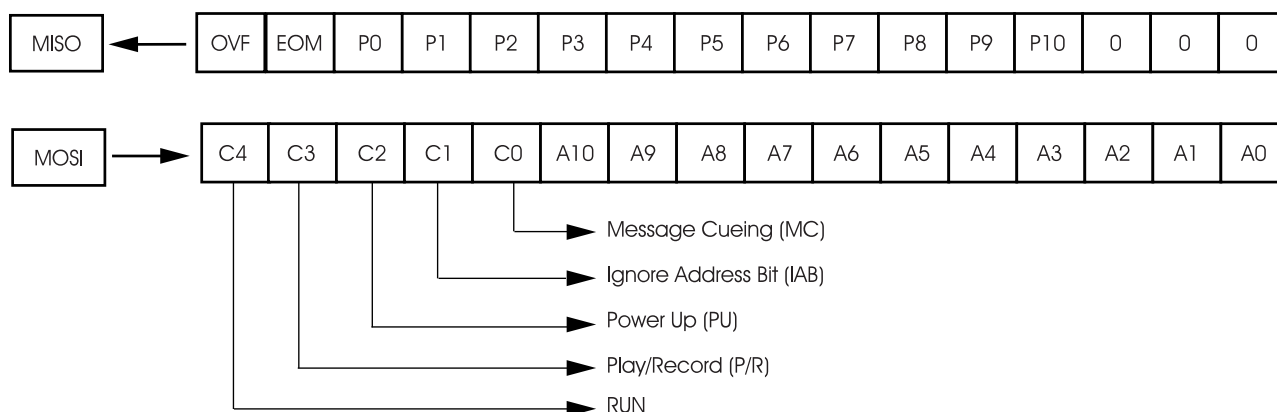 MISO OVF EOM P0 P1 P2 P3 P4 P5 P6 P7 P8 P9 P10 0 0 0
MOSI C4 C3 C2 C1 C0 A10 A9 A8 A7 A6 A5 A4 A3 A2 A1 A0
Message Cueing (MC)
Ignore Address Bit (IAB)
Power Up (PU)
Play/Record (P/R)
RUN